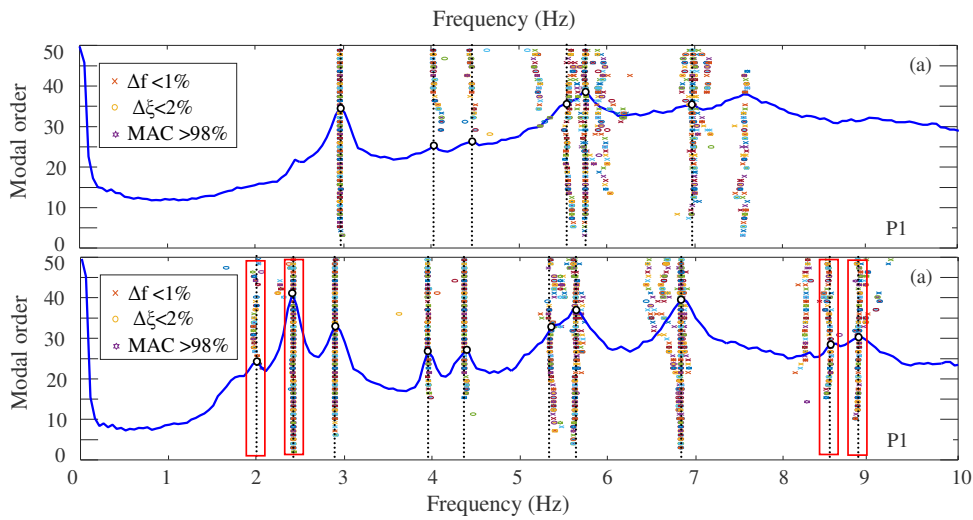 Frequency (Hz)
50
40
30
20
10
0
Modal order
× Δf <1%
○ Δξ<2%
✡ MAC >98%
(a)
P1
50
40
30
20
10
0
Modal order
× Δf <1%
○ Δξ<2%
✡ MAC >98%
(a)
P1
0 1 2 3 4 5 6 7 8 9 10
Frequency (Hz)